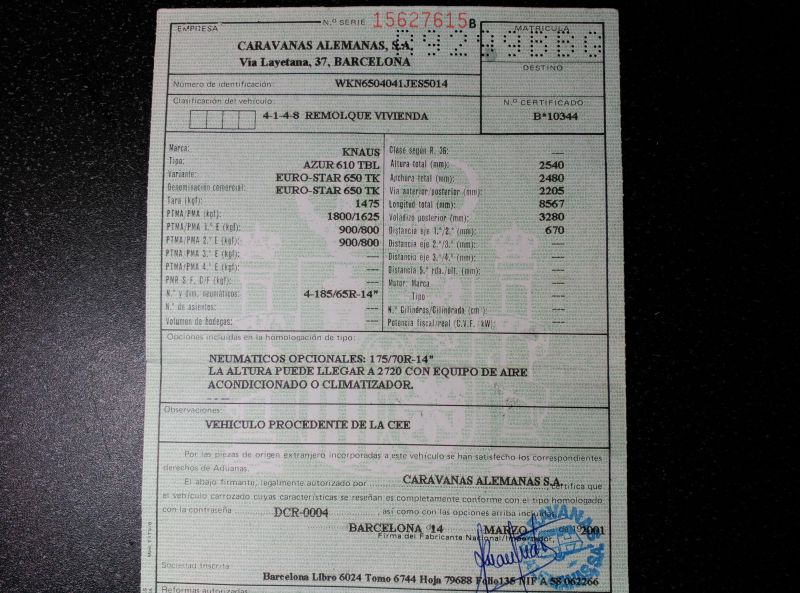 EMPRESA
N.º SERIE 15627615B
MATRICULA
R9299BBG
CARAVANAS ALEMANAS, S.A.
Via Layetana, 37, BARCELONA
DESTINO
Número de identificación: WKN6504041JES5014
Clasificación del vehículo:
4-1-4-8 REMOLQUE VIVIENDA
N.º CERTIFICADO
B*10344
Marca: KNAUS
Tipo: AZUR 610 TBL
Variante: EURO-STAR 650 TK
Denominación comercial: EURO-STAR 650 TK
Tara (kgf): 1475
PTMA/PMA (kgf): 1800/1625
PTMA/PMA 1.º E (kgf): 900/800
PTMA/PMA 2.º E (kgf): 900/800
PTMA/PMA 3.º E (kgf): ----
PTMA/PMA 4.º E (kgf): ----
PNR S F. C/F (kgf): ----
N.º y dim. neumáticos: 4-185/65R-14"
N.º de asientos: ----
Volumen de bodegas: ----
Clase según R. 36: ----
Altura total (mm): 2540
Anchura total (mm): 2480
Via anterior/posterior (mm): 2205
Longitud total (mm): 8567
Voladizo posterior (mm): 3280
Distancia eje 1.º/2.º (mm): 670
Distancia eje 2.º/3.º (mm): ----
Distancia eje 3.º/4.º (mm): ----
Distancia 5.ª rda./ult. (mm): ----
Motor: Marca ----
Tipo ----
N.º Cilindros/Cilindrada (cm³): ----
Potencia fiscal/real (C.V.F. / kW): ----
Opciones incluidas en la homologación de tipo:
NEUMATICOS OPCIONALES: 175/70R-14"
LA ALTURA PUEDE LLEGAR A 2720 CON EQUIPO DE AIRE
ACONDICIONADO O CLIMATIZADOR.
----
Observaciones:
VEHICULO PROCEDENTE DE LA CEE
Por las piezas de origen extranjero incorporadas a este vehículo se han satisfecho los correspondientes
derechos de Aduanas.
El abajo firmante, legalmente autorizado por CARAVANAS ALEMANAS S.A., certifica que
el vehículo carrozado cuyas características se reseñan es completamente conforme con el tipo homologado
con la contraseña DCR-0004, así como con las opciones arriba incluidas.
BARCELONA 14 MARZO de 2001
Firma del Fabricante Nacional/Importador
Sociedad Inscrita
Barcelona Libro 6024 Tomo 6744 Hoja 79688 Folio135 NIF A 58 062266
Reformas autorizadas